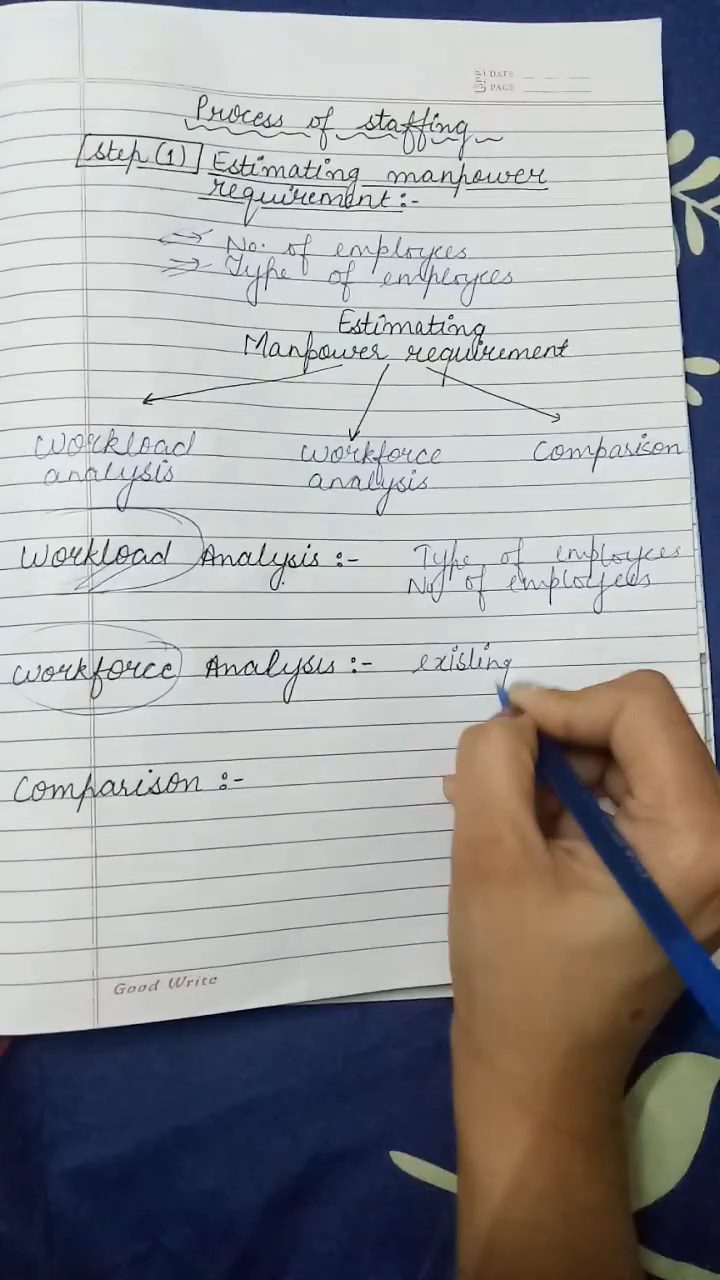 DATE
PAGE
Process of staffing
Step (1) Estimating manpower
requirement:-
⇒ No. of employees
⇒ Type of employees
Estimating
Manpower requirement
Workload
analysis
Workforce
analysis
Comparison
Workload Analysis :- Type of employees
No of employees
Workforce Analysis :- existing
Comparison :-
Good Write